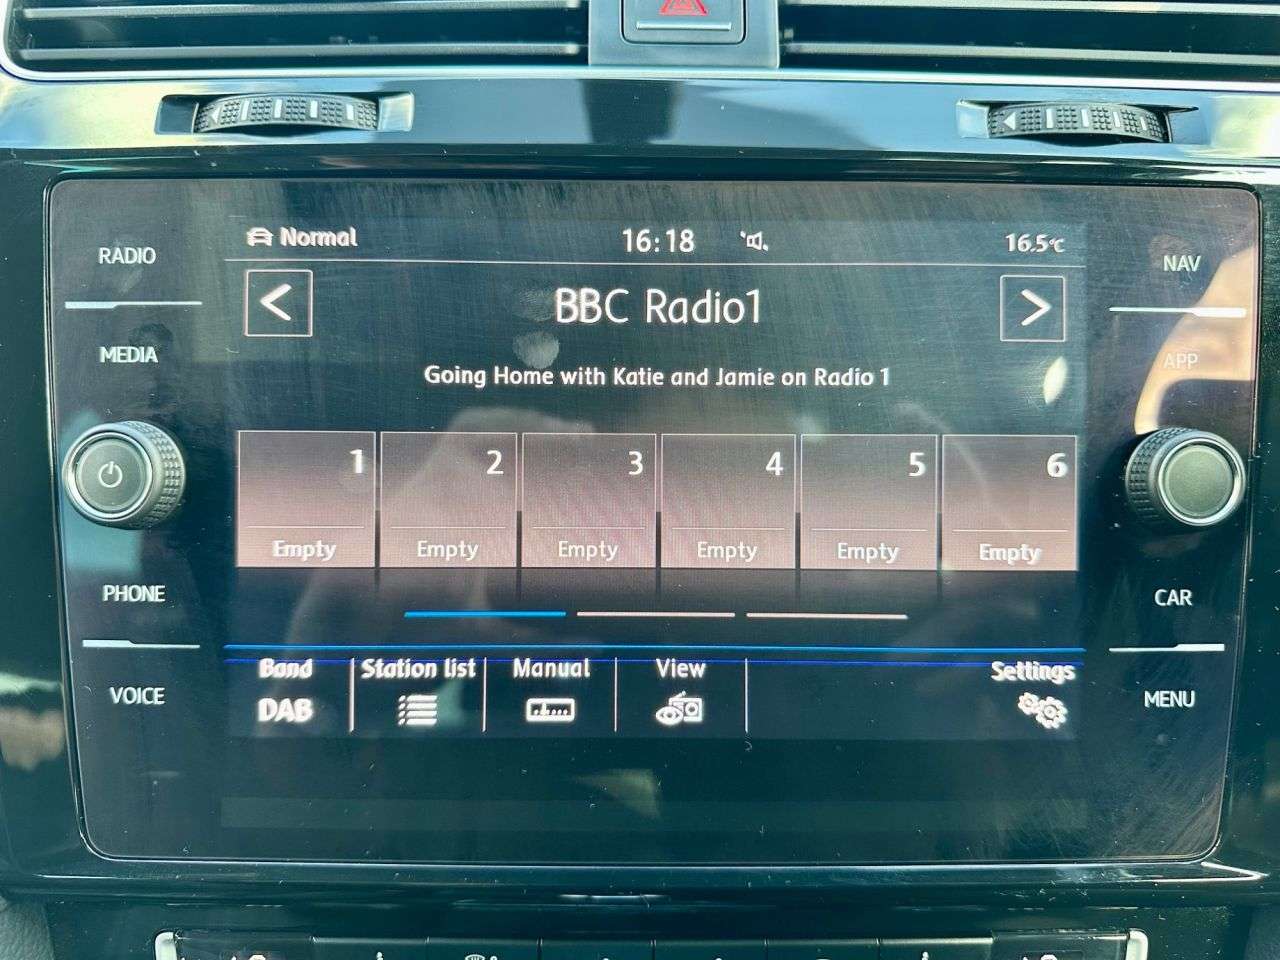 Normal 16:18 16.5°C
RADIO
NAV
BBC Radio1
MEDIA
APP
Going Home with Katie and Jamie on Radio 1
1 2 3 4 5 6
Empty Empty Empty Empty Empty Empty
PHONE
CAR
Band Station list Manual View Settings
DAB
VOICE
MENU